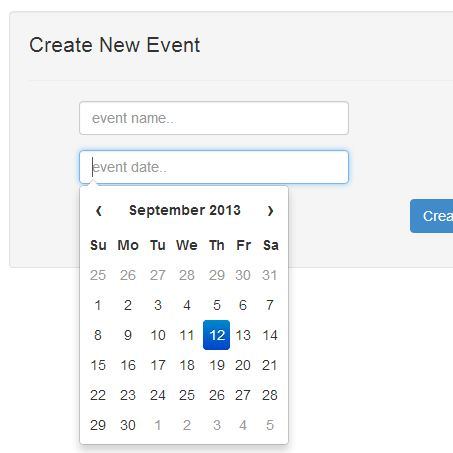 Create New Event
event name..
event date..
‹ September 2013 ›
Crea
Su Mo Tu We Th Fr Sa
25 26 27 28 29 30 31
1 2 3 4 5 6 7
8 9 10 11 12 13 14
15 16 17 18 19 20 21
22 23 24 25 26 27 28
29 30 1 2 3 4 5